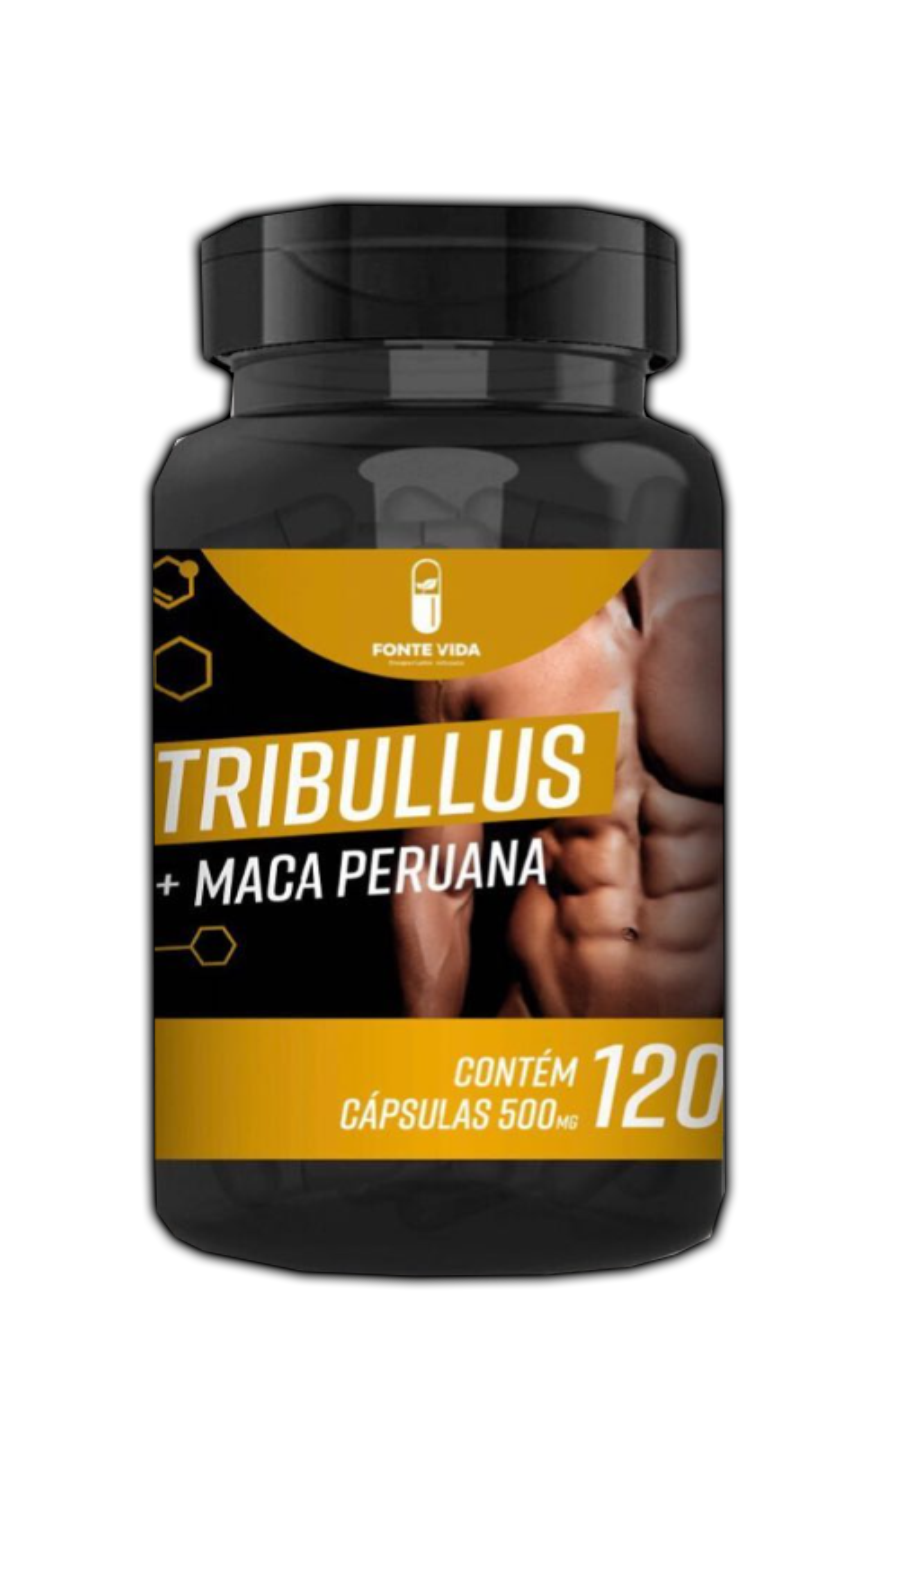 FONTE VIDA
TRIBULLUS
+ MACA PERUANA
CONTÉM
CÁPSULAS 500MG
120